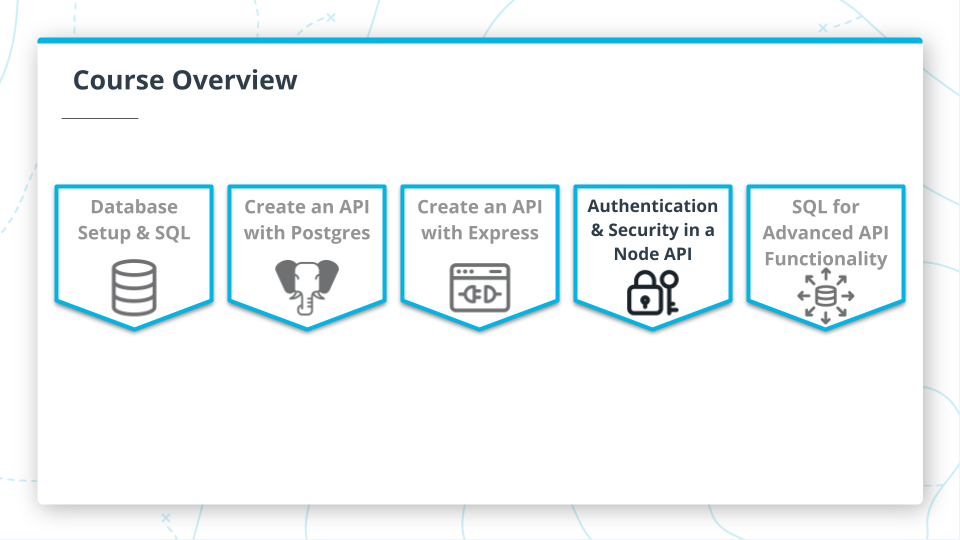 Course Overview
Database
Setup & SQL
Create an API
with Postgres
Create an API
with Express
Authentication
& Security in a
Node API
SQL for
Advanced API
Functionality